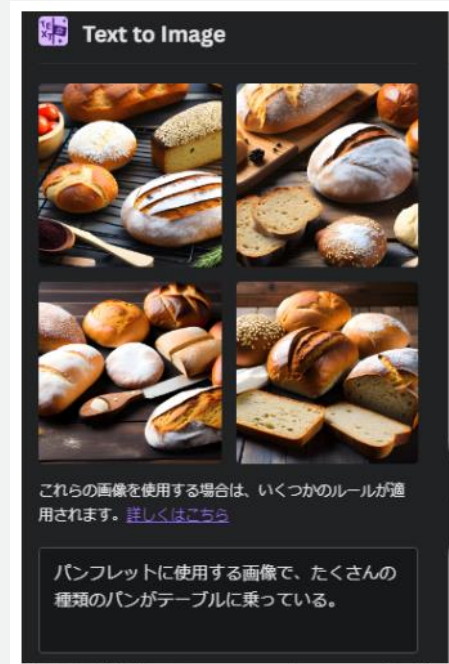 TEXT
Text to Image
これらの画像を使用する場合は、いくつかのルールが適
用されます。詳しくはこちら
パンフレットに使用する画像で、たくさんの
種類のパンがテーブルに乗っている。